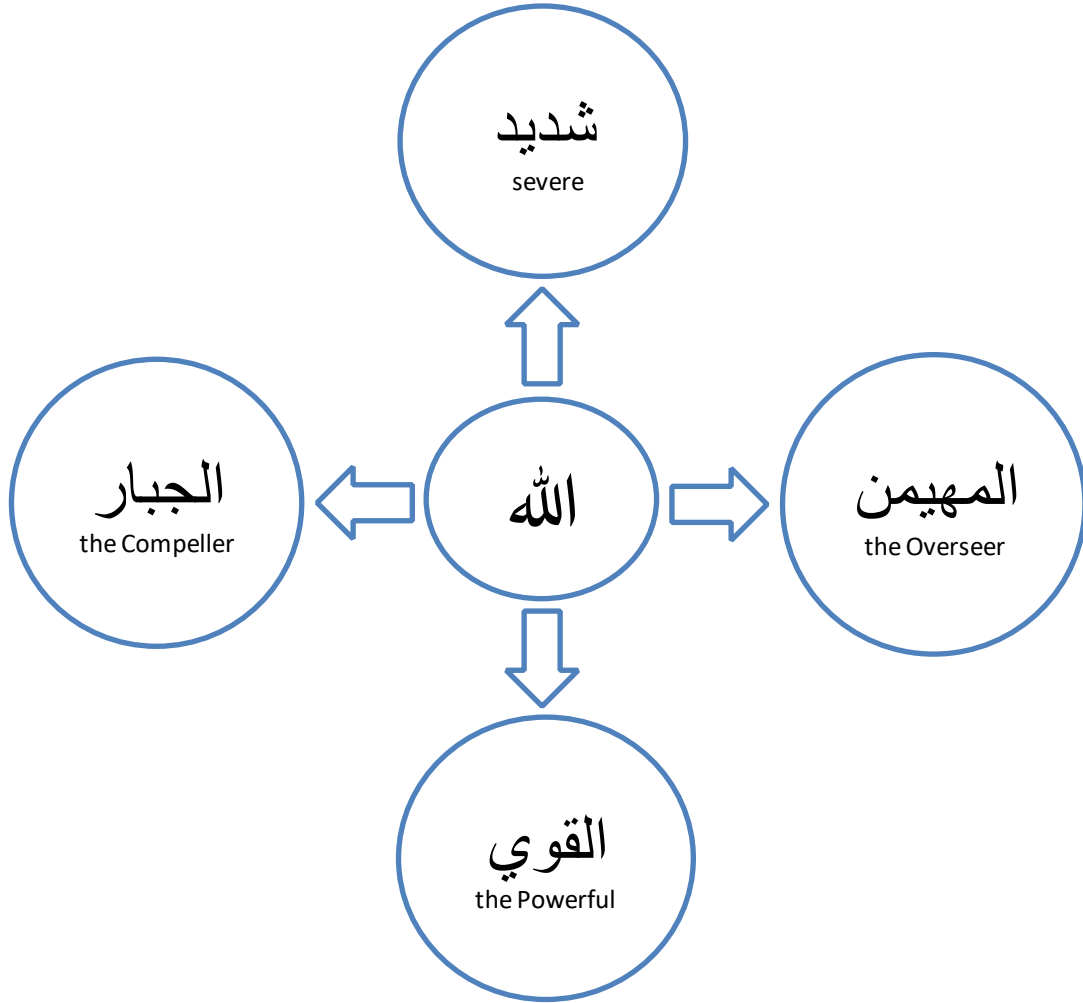 شديد
severe
الجبار
the Compeller
الله
المهيمن
the Overseer
القوي
the Powerful